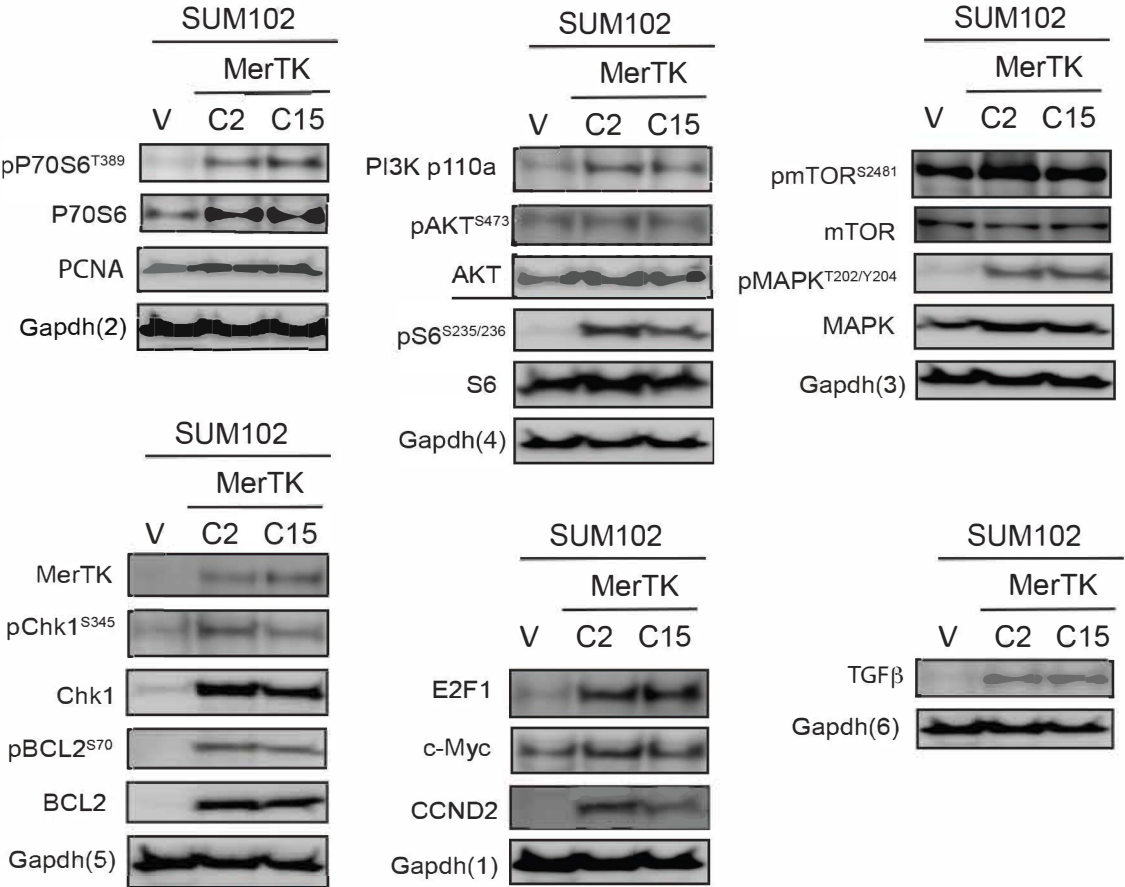 SUM102
MerTK
V C2 C15
pP70S6T389
P70S6
PCNA
Gapdh(2)
SUM102
MerTK
V C2 C15
PI3K p110a
pAKTS473
AKT
pS6S235/236
S6
Gapdh(4)
SUM102
MerTK
V C2 C15
pmTORS2481
mTOR
pMAPKT202/Y204
MAPK
Gapdh(3)
SUM102
MerTK
V C2 C15
MerTK
pChk1S345
Chk1
pBCL2S70
BCL2
Gapdh(5)
SUM102
MerTK
V C2 C15
E2F1
c-Myc
CCND2
Gapdh(1)
SUM102
MerTK
V C2 C15
TGFβ
Gapdh(6)